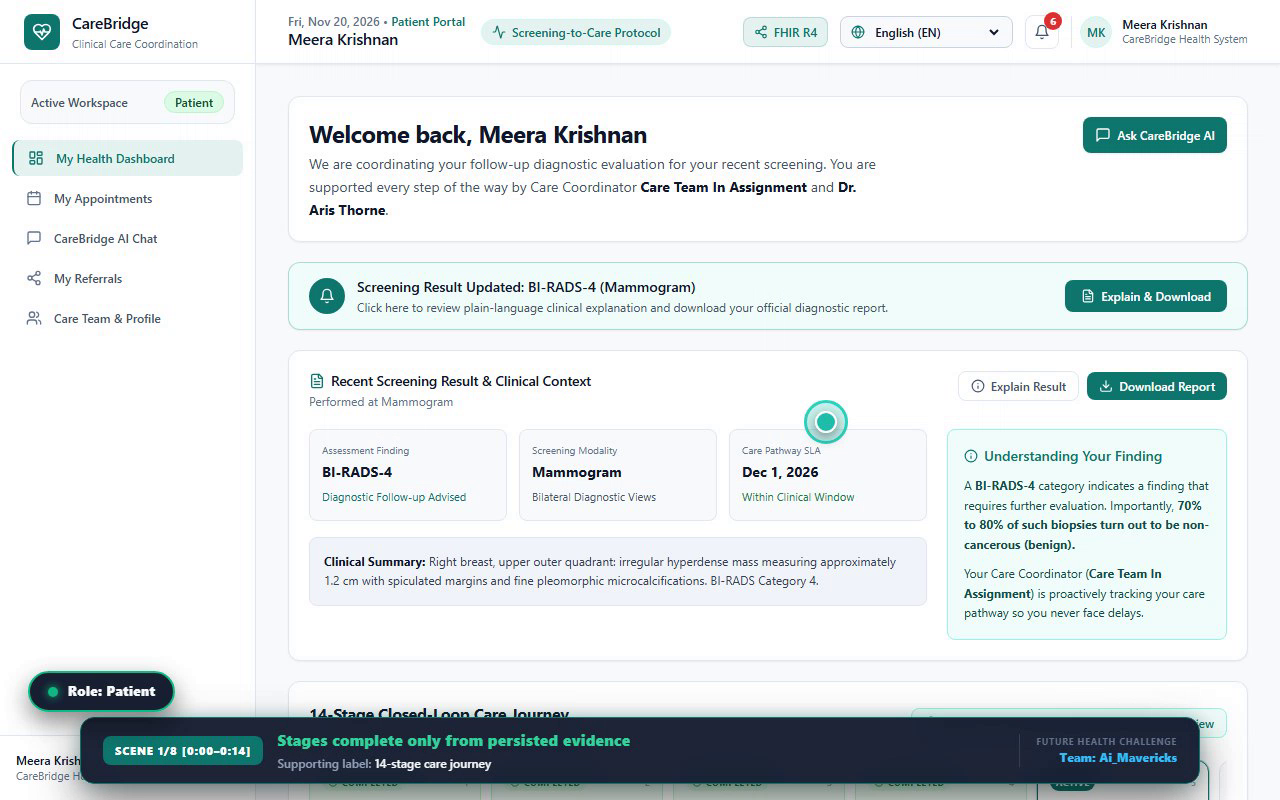 CareBridge
Clinical Care Coordination
Fri, Nov 20, 2026 • Patient Portal
Meera Krishnan
Screening-to-Care Protocol
FHIR R4
English (EN)
6
MK
Meera Krishnan
CareBridge Health System
Active Workspace
Patient
My Health Dashboard
My Appointments
CareBridge AI Chat
My Referrals
Care Team & Profile
Welcome back, Meera Krishnan
We are coordinating your follow-up diagnostic evaluation for your recent screening. You are
supported every step of the way by Care Coordinator Care Team In Assignment and Dr.
Aris Thorne.
Ask CareBridge AI
Screening Result Updated: BI-RADS-4 (Mammogram)
Click here to review plain-language clinical explanation and download your official diagnostic report.
Explain & Download
Recent Screening Result & Clinical Context
Performed at Mammogram
Explain Result
Download Report
Assessment Finding
BI-RADS-4
Diagnostic Follow-up Advised
Screening Modality
Mammogram
Bilateral Diagnostic Views
Care Pathway SLA
Dec 1, 2026
Within Clinical Window
Clinical Summary: Right breast, upper outer quadrant: irregular hyperdense mass measuring approximately
1.2 cm with spiculated margins and fine pleomorphic microcalcifications. BI-RADS Category 4.
Understanding Your Finding
A BI-RADS-4 category indicates a finding that
requires further evaluation. Importantly, 70%
to 80% of such biopsies turn out to be non-
cancerous (benign).
Your Care Coordinator (Care Team In
Assignment) is proactively tracking your care
pathway so you never face delays.
Role: Patient
14-Stage Closed-Loop Care Journey
SCENE 1/8 [0:00–0:14]
Stages complete only from persisted evidence
Supporting label: 14-stage care journey
FUTURE HEALTH CHALLENGE
Team: Ai_Mavericks
Meera Krish
CareBridge He